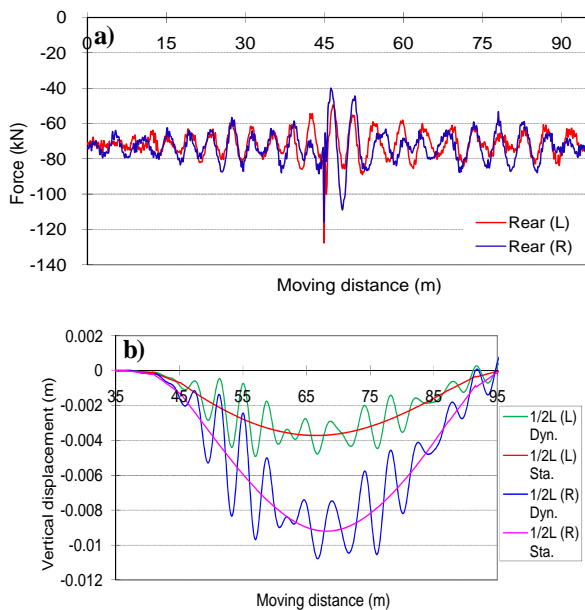 0
a)
0 15 30 45 60 75 90
-20
-40
-60
-80
-100
-120
-140
Force (kN)
Rear (L)
Rear (R)
Moving distance (m)
0.002
b)
0
35 45 55 65 75 85 95
-0.002
-0.004
-0.006
-0.008
-0.01
-0.012
Vertical displacement (m)
1/2L (L)
Dyn.
1/2L (L)
Sta.
1/2L (R)
Dyn.
1/2L (R)
Sta.
Moving distance (m)